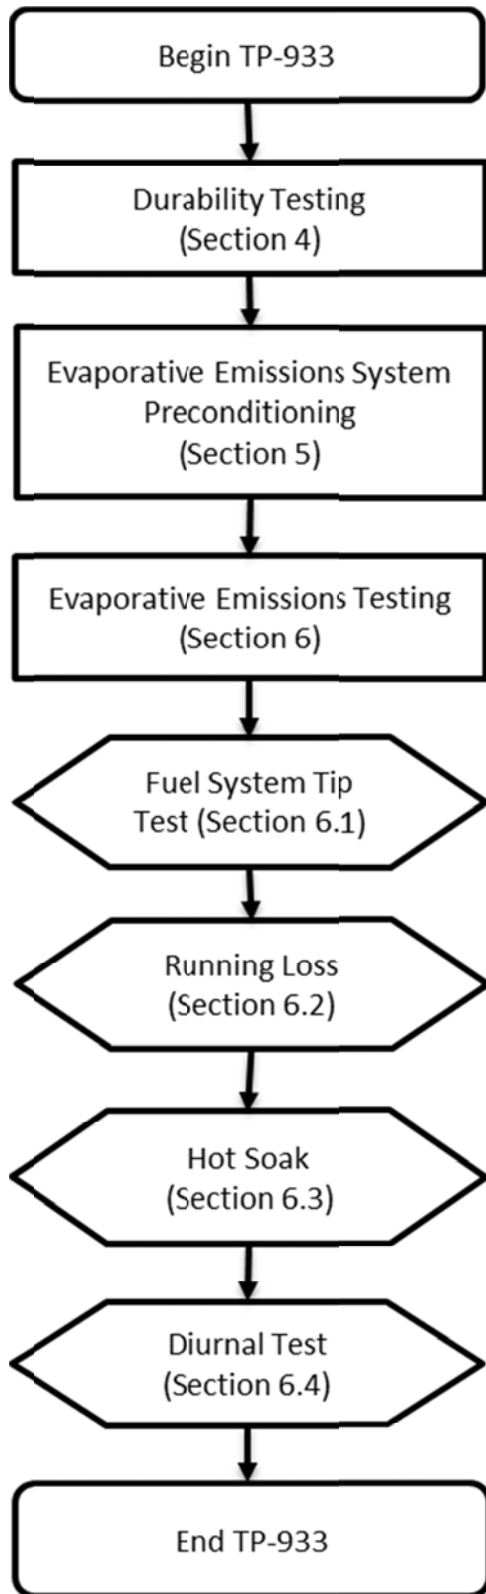 Begin TP-933
Durability Testing
(Section 4)
Evaporative Emissions System
Preconditioning
(Section 5)
Evaporative Emissions Testing
(Section 6)
Fuel System Tip
Test (Section 6.1)
Running Loss
(Section 6.2)
Hot Soak
(Section 6.3)
Diurnal Test
(Section 6.4)
End TP-933